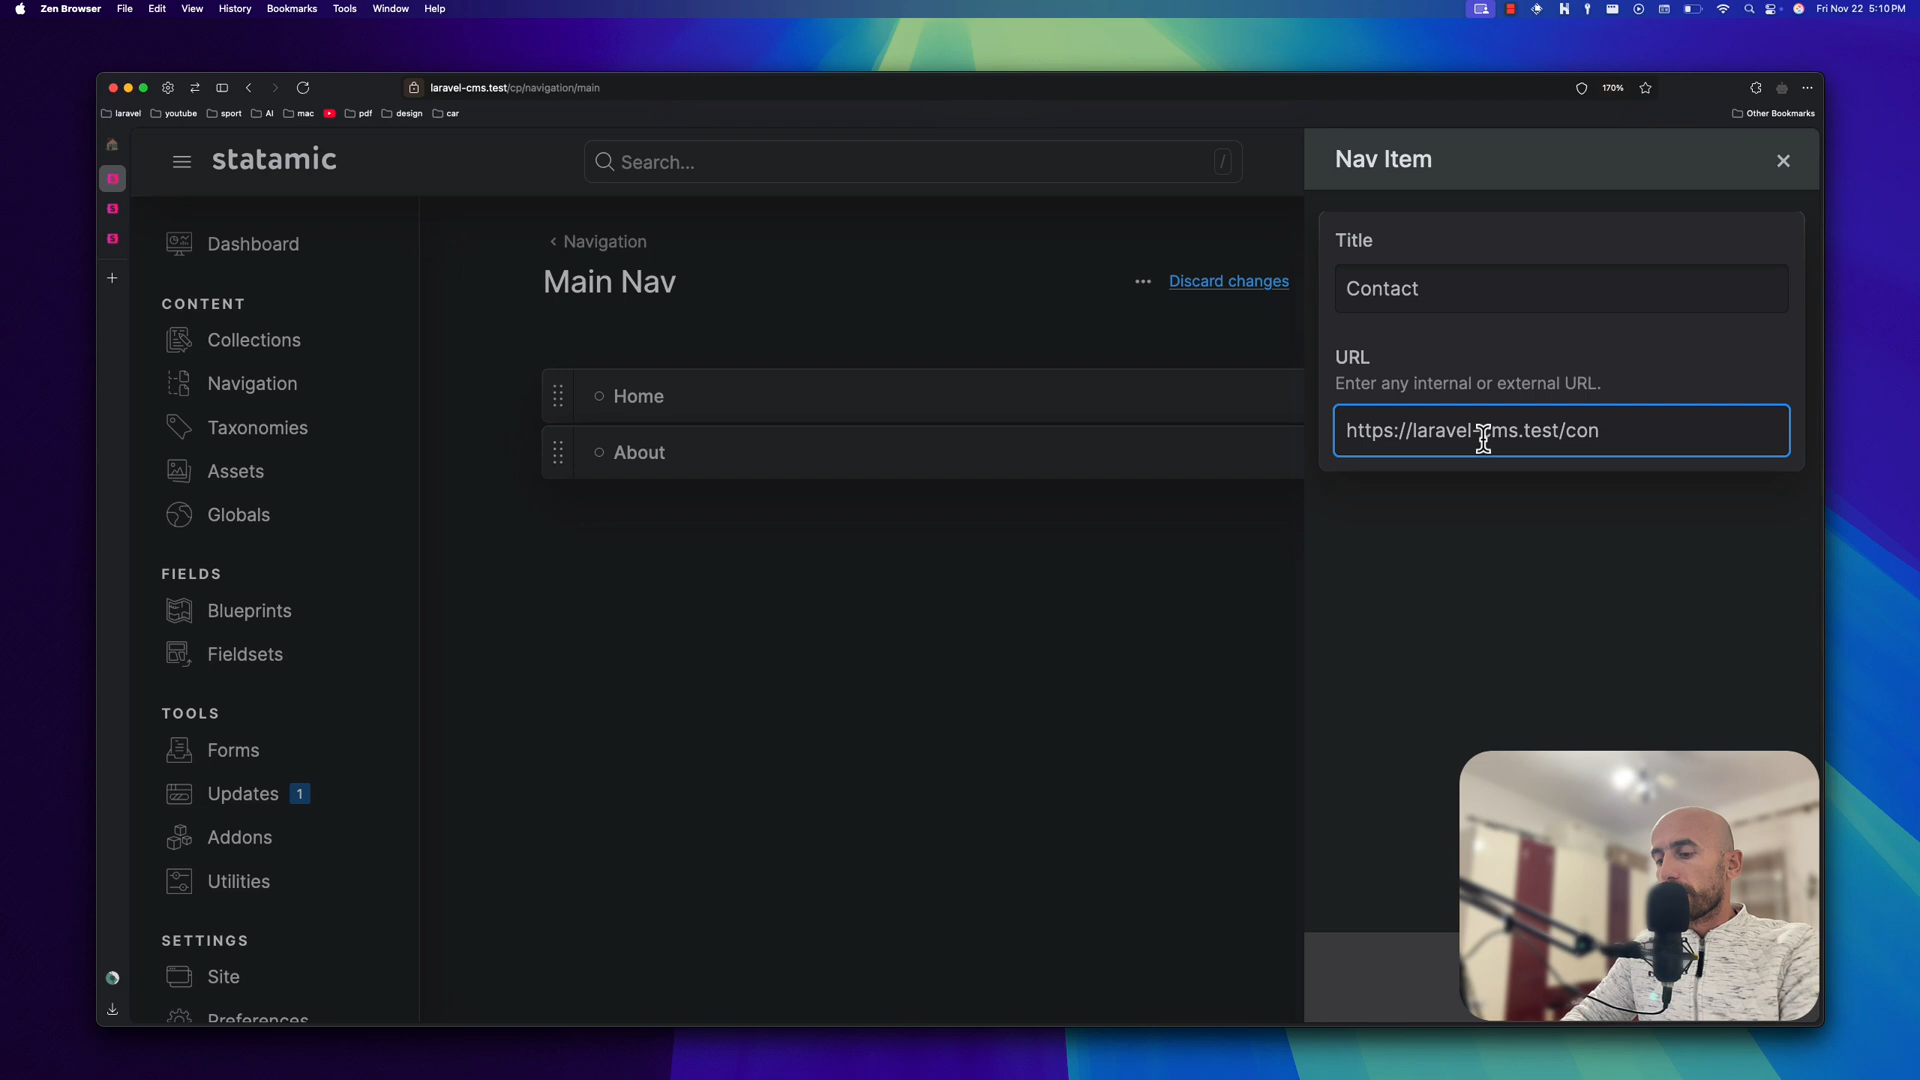 Zen Browser File Edit View History Bookmarks Tools Window Help
Fri Nov 22 5:10 PM
laravel-cms.test/cp/navigation/main
170%
laravel youtube sport AI mac pdf design car
Other Bookmarks
statamic
Search...
/
Dashboard
CONTENT
Collections
Navigation
Taxonomies
Assets
Globals
FIELDS
Blueprints
Fieldsets
TOOLS
Forms
Updates 1
Addons
Utilities
SETTINGS
Site
Preferences
Navigation
Main Nav
Discard changes
Home
About
Nav Item
Title
Contact
URL
Enter any internal or external URL.
https://laravel-cms.test/con